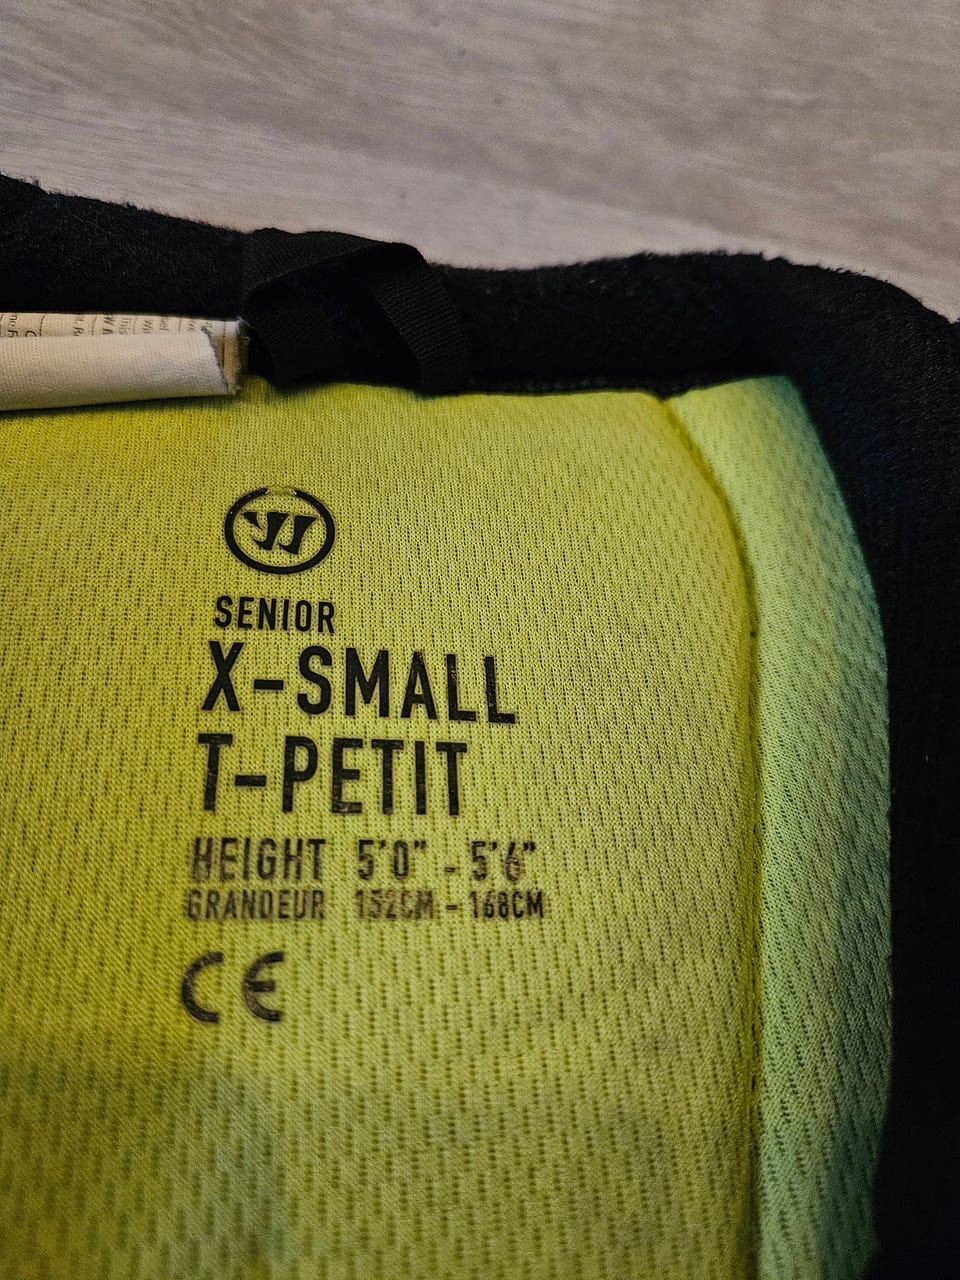 SENIOR
X-SMALL
T-PETIT
HEIGHT 5'0" - 5'6"
GRANDEUR 152CM - 168CM
CE